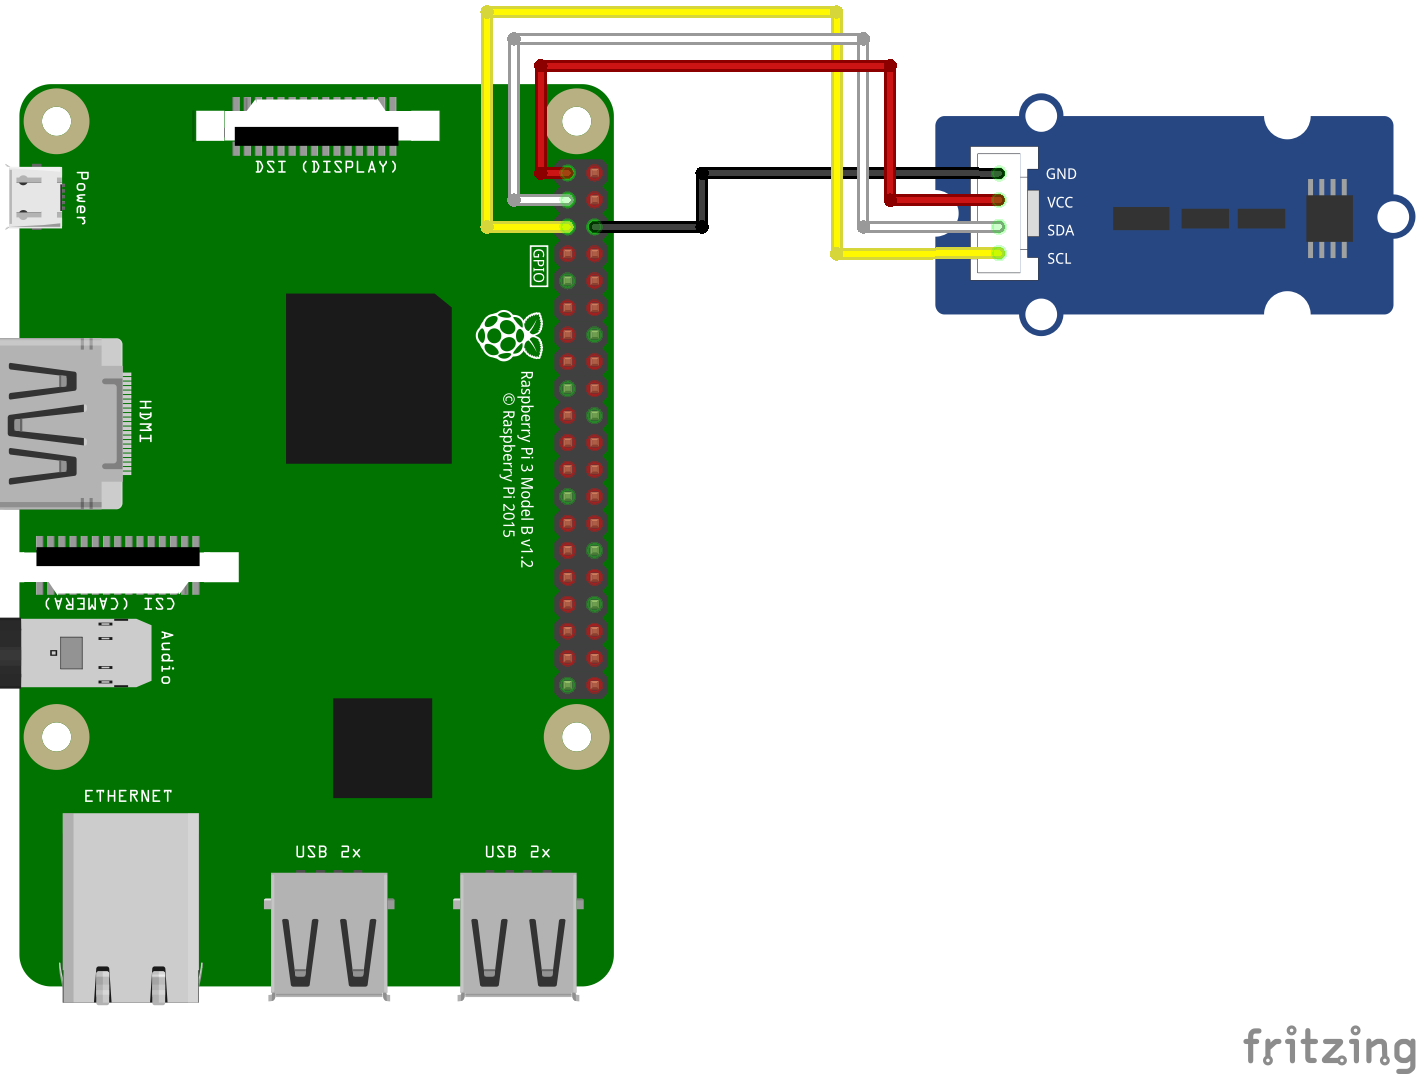 DSI (DISPLAY)
Power
GND
VCC
SDA
SCL
GPIO
HDMI
Raspberry Pi 3 Model B v1.2
© Raspberry Pi 2015
CSI (CAMERA)
Audio
ETHERNET
USB 2x
USB 2x
fritzing